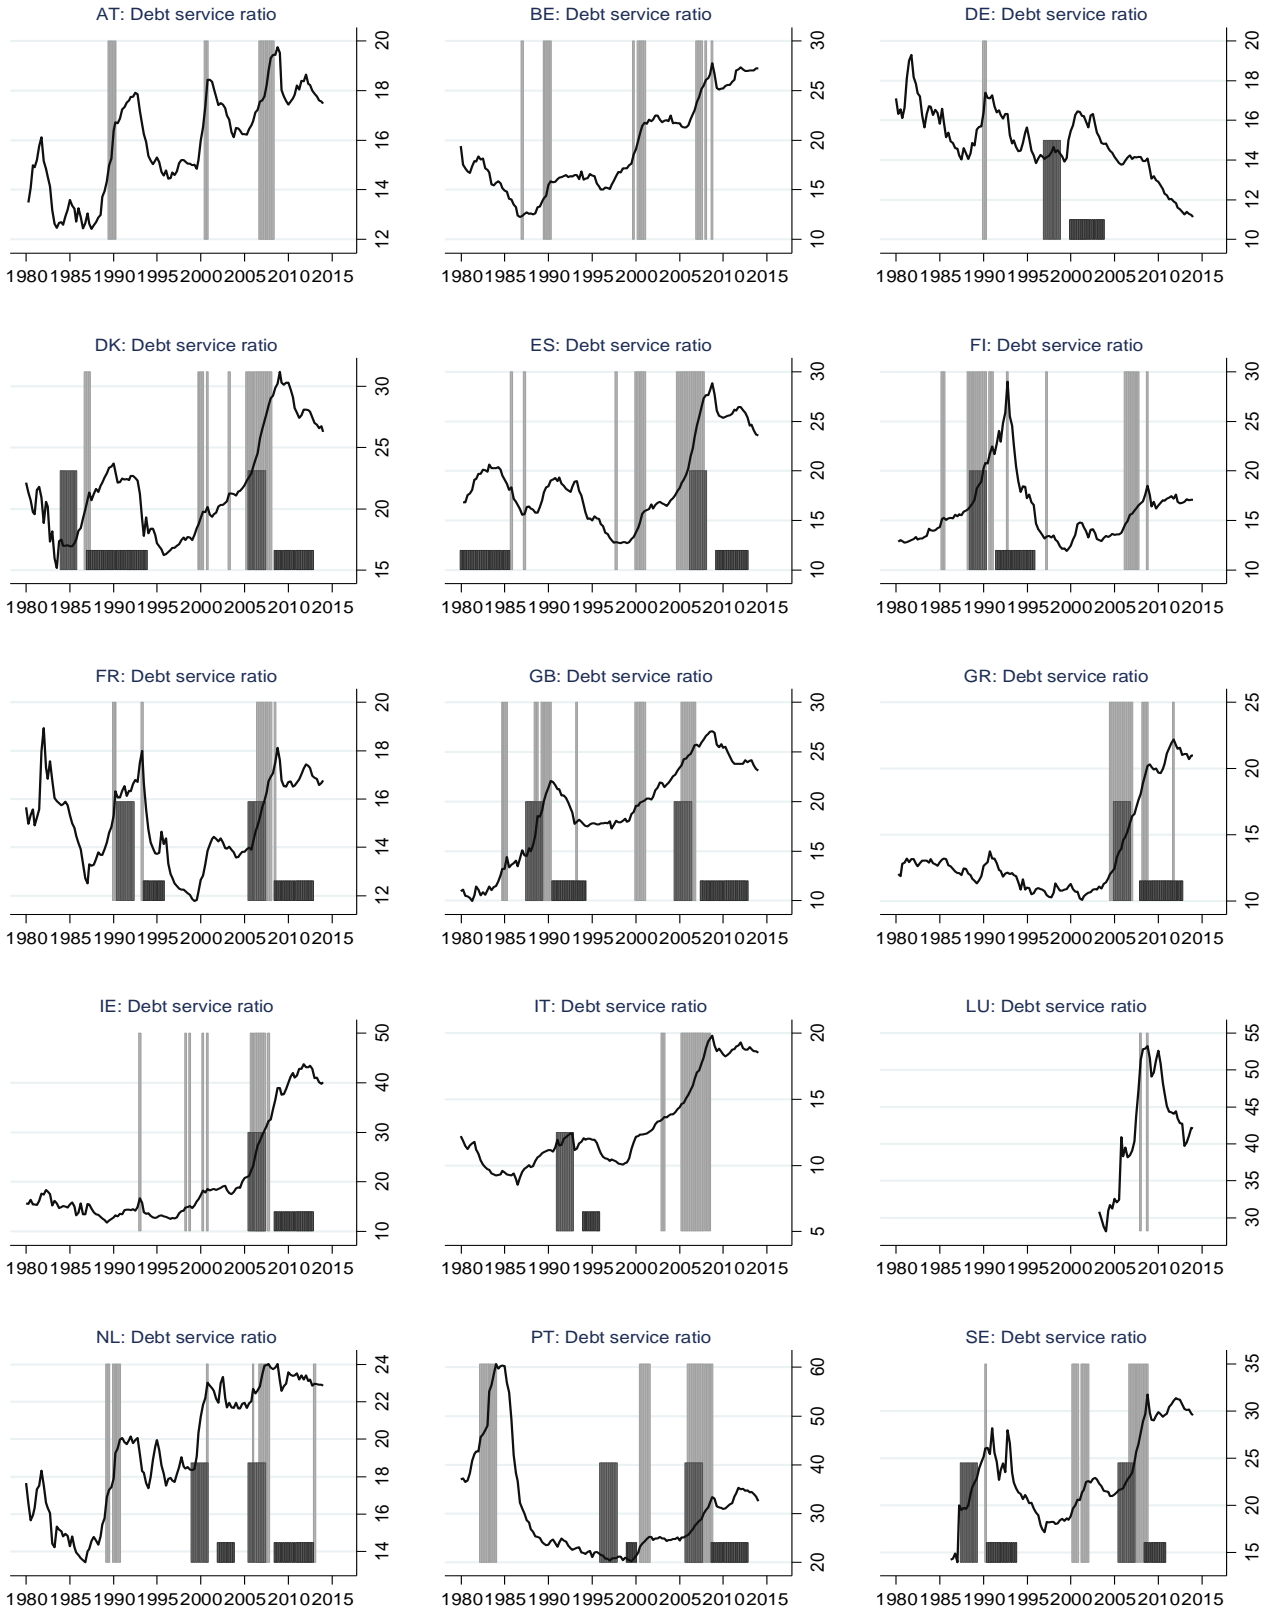 AT: Debt service ratio
12 14 16 18 20
1980 1985 1990 1995 2000 2005 2010 2015
BE: Debt service ratio
10 15 20 25 30
1980 1985 1990 1995 2000 2005 2010 2015
DE: Debt service ratio
10 12 14 16 18 20
1980 1985 1990 1995 2000 2005 2010 2015
DK: Debt service ratio
15 20 25 30
1980 1985 1990 1995 2000 2005 2010 2015
ES: Debt service ratio
10 15 20 25 30
1980 1985 1990 1995 2000 2005 2010 2015
FI: Debt service ratio
10 15 20 25 30
1980 1985 1990 1995 2000 2005 2010 2015
FR: Debt service ratio
12 14 16 18 20
1980 1985 1990 1995 2000 2005 2010 2015
GB: Debt service ratio
10 15 20 25 30
1980 1985 1990 1995 2000 2005 2010 2015
GR: Debt service ratio
10 15 20 25
1980 1985 1990 1995 2000 2005 2010 2015
IE: Debt service ratio
10 20 30 40 50
1980 1985 1990 1995 2000 2005 2010 2015
IT: Debt service ratio
5 10 15 20
1980 1985 1990 1995 2000 2005 2010 2015
LU: Debt service ratio
30 35 40 45 50 55
1980 1985 1990 1995 2000 2005 2010 2015
NL: Debt service ratio
14 16 18 20 22 24
1980 1985 1990 1995 2000 2005 2010 2015
PT: Debt service ratio
20 30 40 50 60
1980 1985 1990 1995 2000 2005 2010 2015
SE: Debt service ratio
15 20 25 30 35
1980 1985 1990 1995 2000 2005 2010 2015